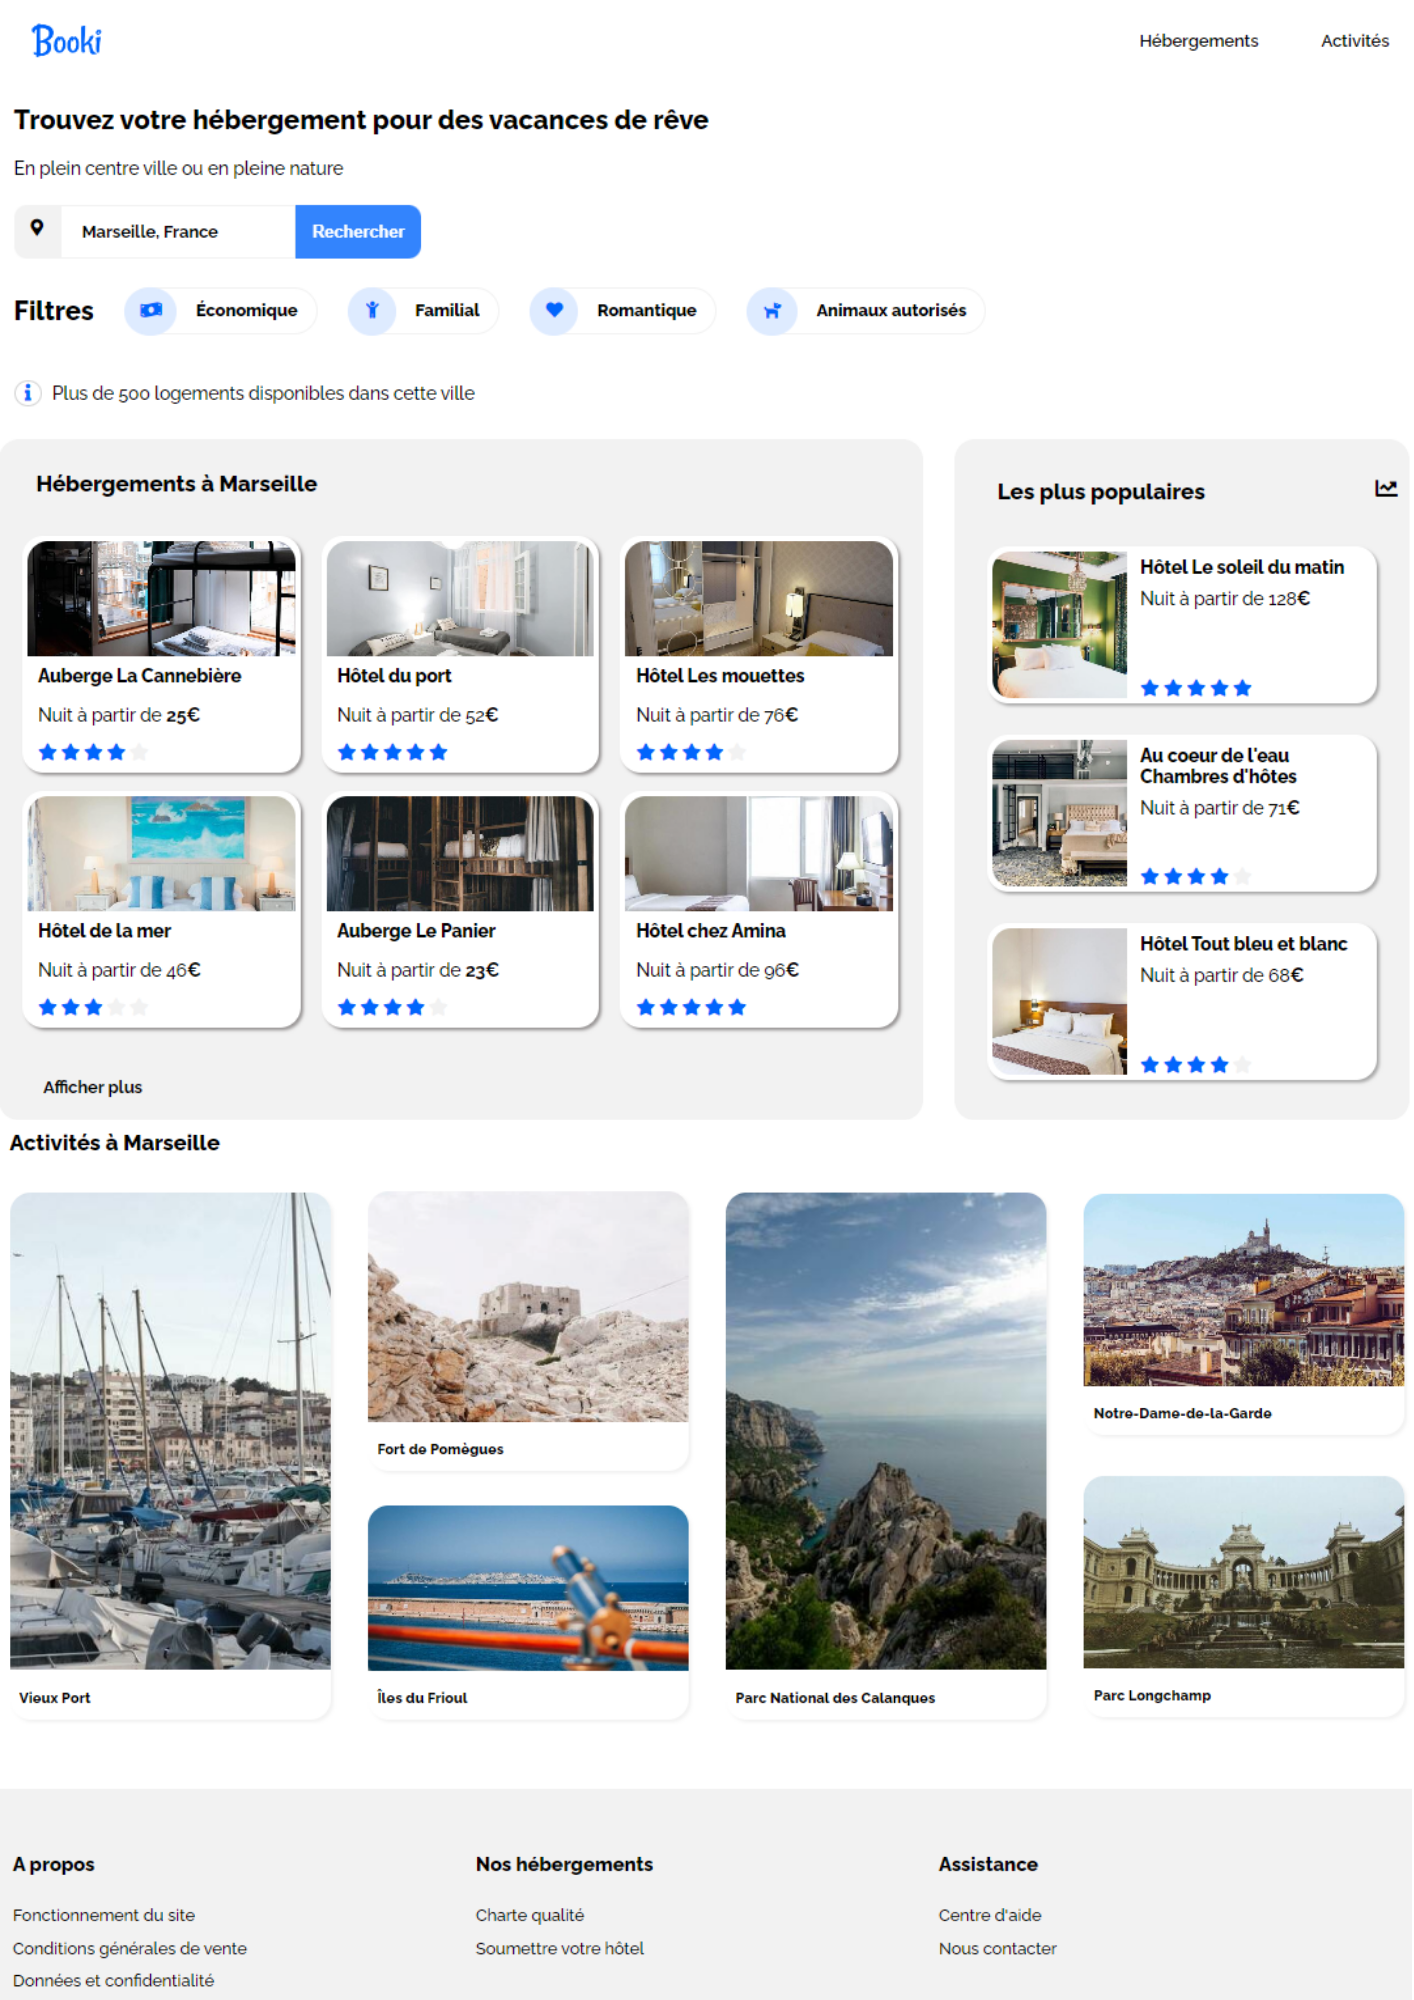 Booki
Hébergements
Activités
Trouvez votre hébergement pour des vacances de rêve
En plein centre ville ou en pleine nature
Marseille, France
Rechercher
Filtres
Économique
Familial
Romantique
Animaux autorisés
Plus de 500 logements disponibles dans cette ville
Hébergements à Marseille
Auberge La Cannebière
Nuit à partir de 25€
Hôtel du port
Nuit à partir de 52€
Hôtel Les mouettes
Nuit à partir de 76€
Hôtel de la mer
Nuit à partir de 46€
Auberge Le Panier
Nuit à partir de 23€
Hôtel chez Amina
Nuit à partir de 96€
Afficher plus
Les plus populaires
Hôtel Le soleil du matin
Nuit à partir de 128€
Au coeur de l'eau
Chambres d'hôtes
Nuit à partir de 71€
Hôtel Tout bleu et blanc
Nuit à partir de 68€
Activités à Marseille
Vieux Port
Fort de Pomègues
Îles du Frioul
Parc National des Calanques
Notre-Dame-de-la-Garde
Parc Longchamp
A propos
Fonctionnement du site
Conditions générales de vente
Données et confidentialité
Nos hébergements
Charte qualité
Soumettre votre hôtel
Assistance
Centre d'aide
Nous contacter